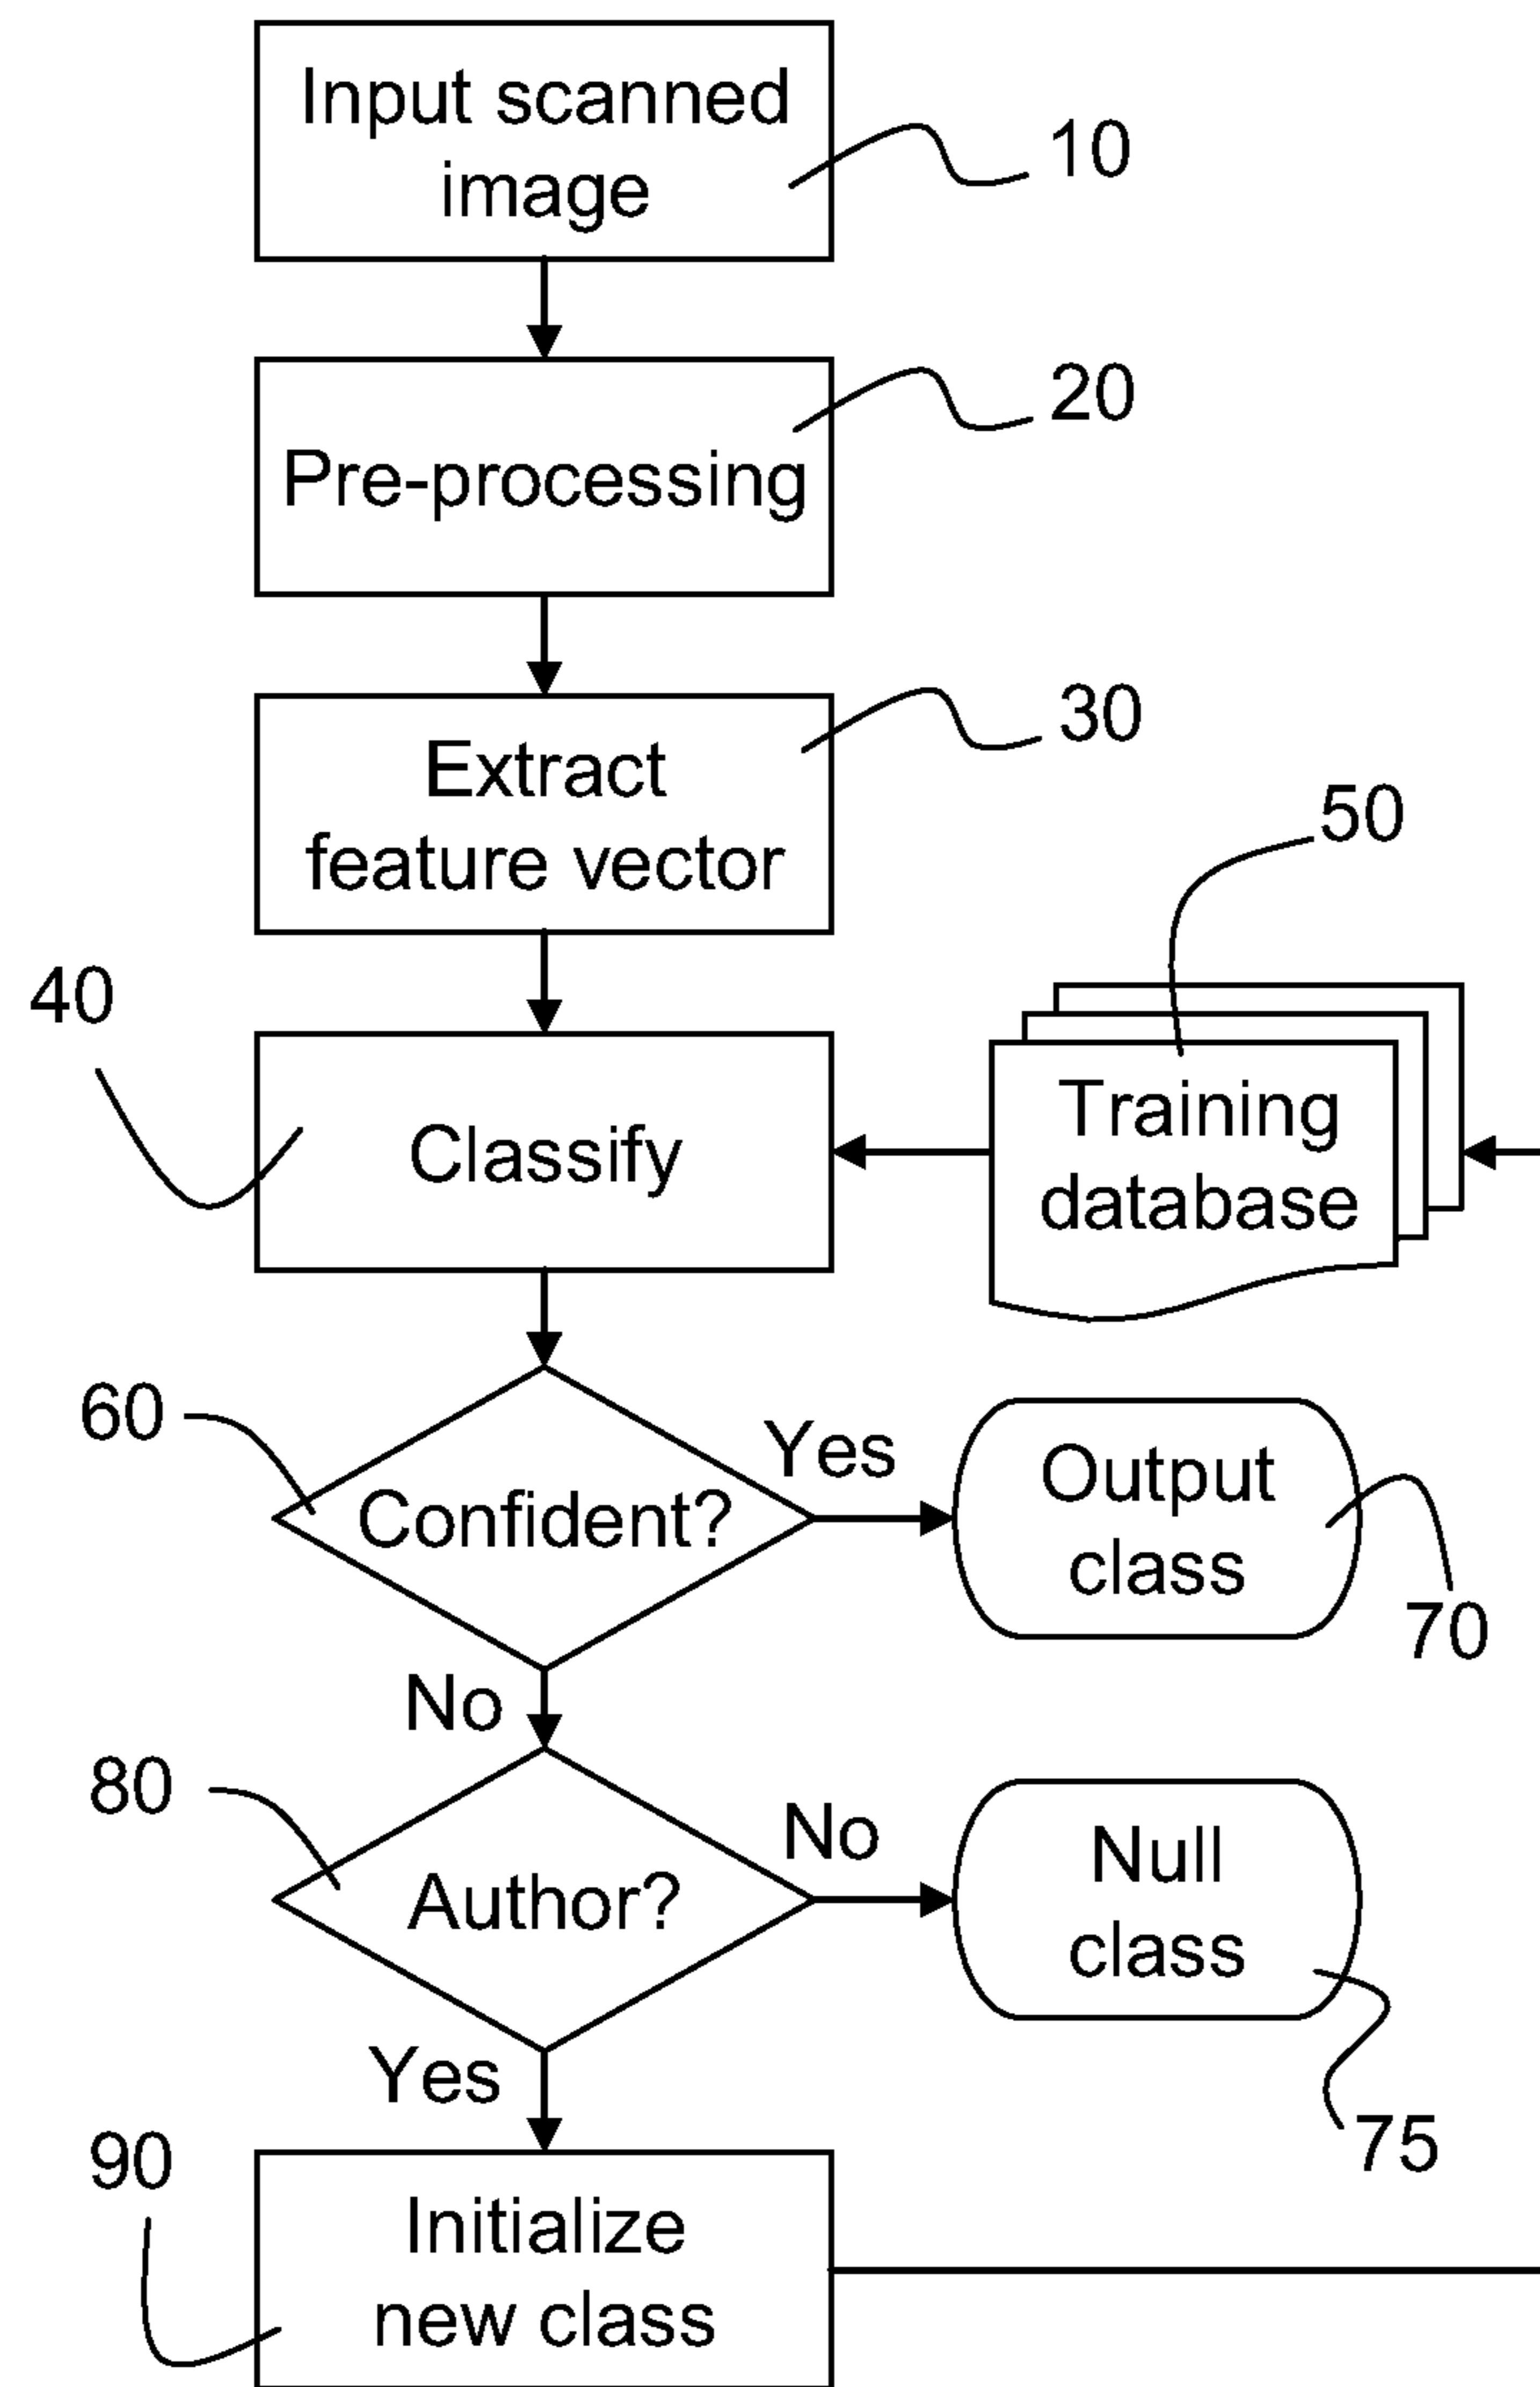 Input scanned
image
10
Pre-processing
20
Extract
feature vector
30
40
Classify
50
Training
database
60
Confident?
Yes
Output
class
70
No
80
Author?
No
Null
class
75
Yes
90
Initialize
new class